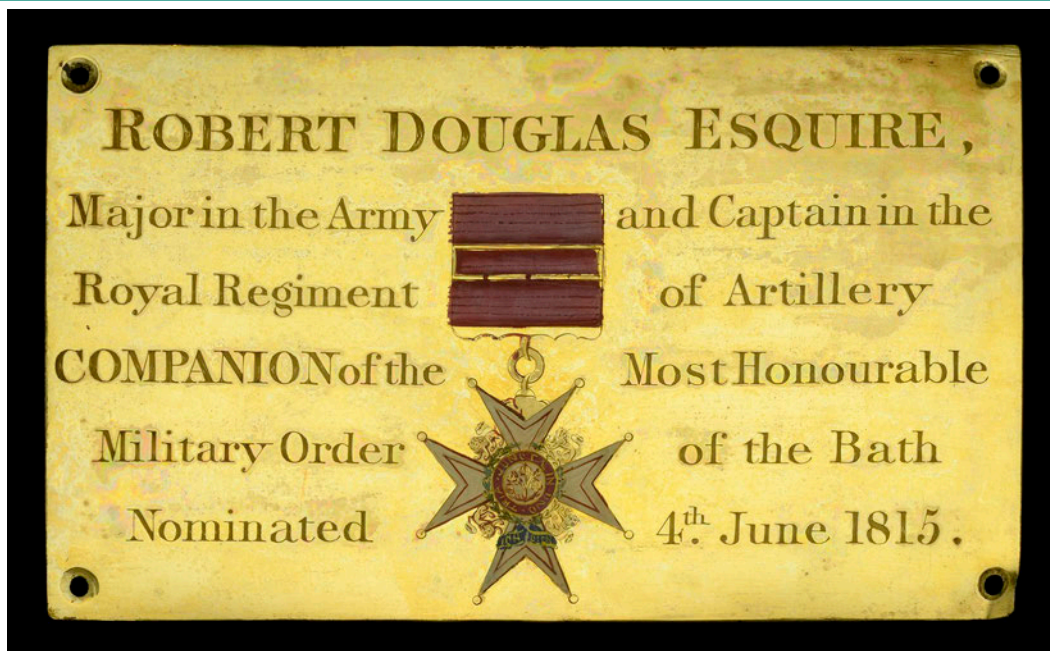 ROBERT DOUGLAS ESQUIRE,
Major in the Army and Captain in the
Royal Regiment of Artillery
COMPANION of the Most Honourable
Military Order of the Bath
Nominated 4th. June 1815.